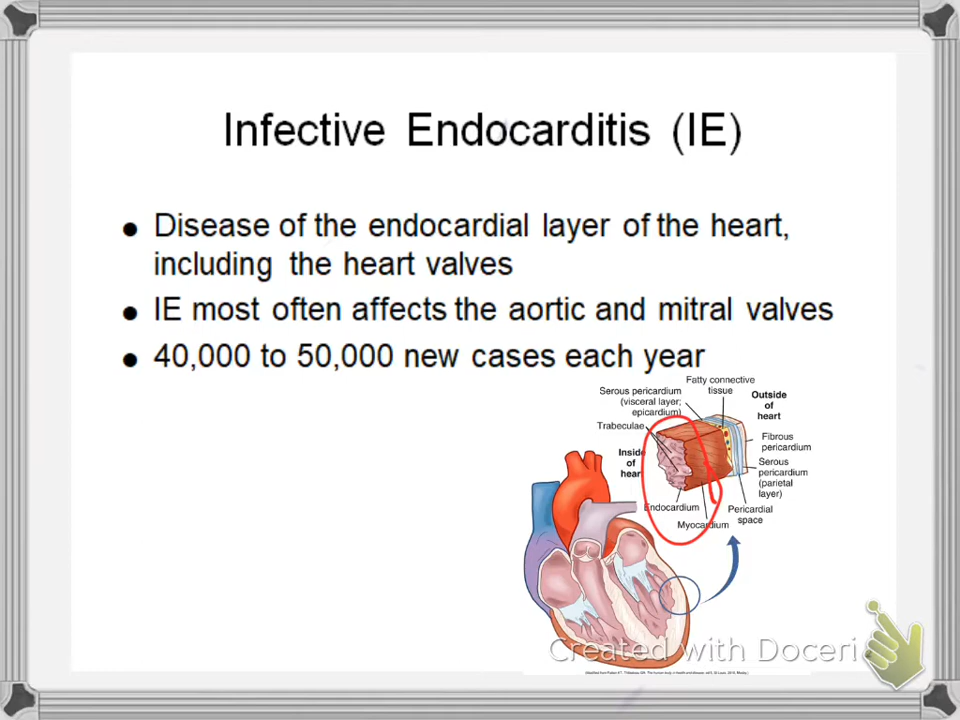 Infective Endocarditis (IE)
• Disease of the endocardial layer of the heart,
including the heart valves
• IE most often affects the aortic and mitral valves
• 40,000 to 50,000 new cases each year
Fatty connective
tissue
Serous pericardium
(visceral layer;
epicardium)
Outside
of
heart
Trabeculae
Fibrous
pericardium
Inside
of
heart
Serous
pericardium
(parietal
layer)
Endocardium
Pericardial
space
Myocardium
Created with Doceri